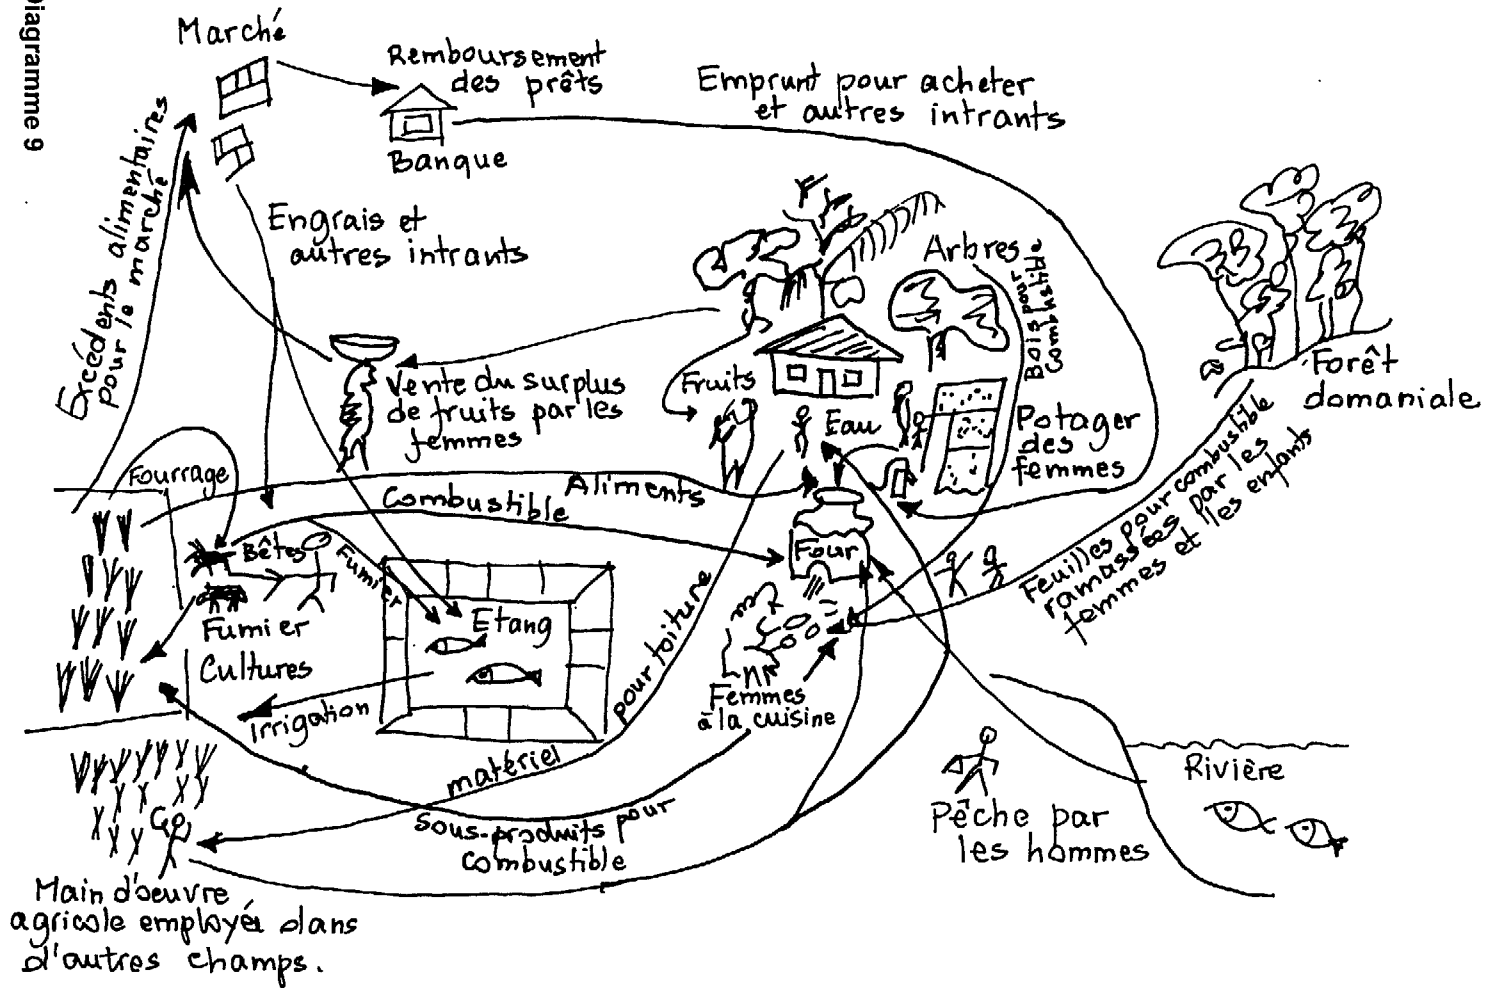 Diagramme 9
Marché
Remboursement
des prêts
Banque
Emprunt pour acheter
et autres intrants
Excédents alimentaires
pour le marché
Engrais et
autres intrants
Vente du surplus
de fruits par les
femmes
Fruits
Arbres
Bois pour
combustible
Eau
Potager
des
femmes
Forêt
domaniale
Feuilles pour combustible
ramassées par les
femmes et les enfants
Fourrage
Aliments
Combustible
Bêtes
Fumier
Four
Etang
Fumier
Cultures
Irrigation
pour toiture
matériel
Femmes
à la cuisine
Sous-produits pour
combustible
Rivière
Pêche par
les hommes
Main d'oeuvre
agricole employée dans
d'autres champs.